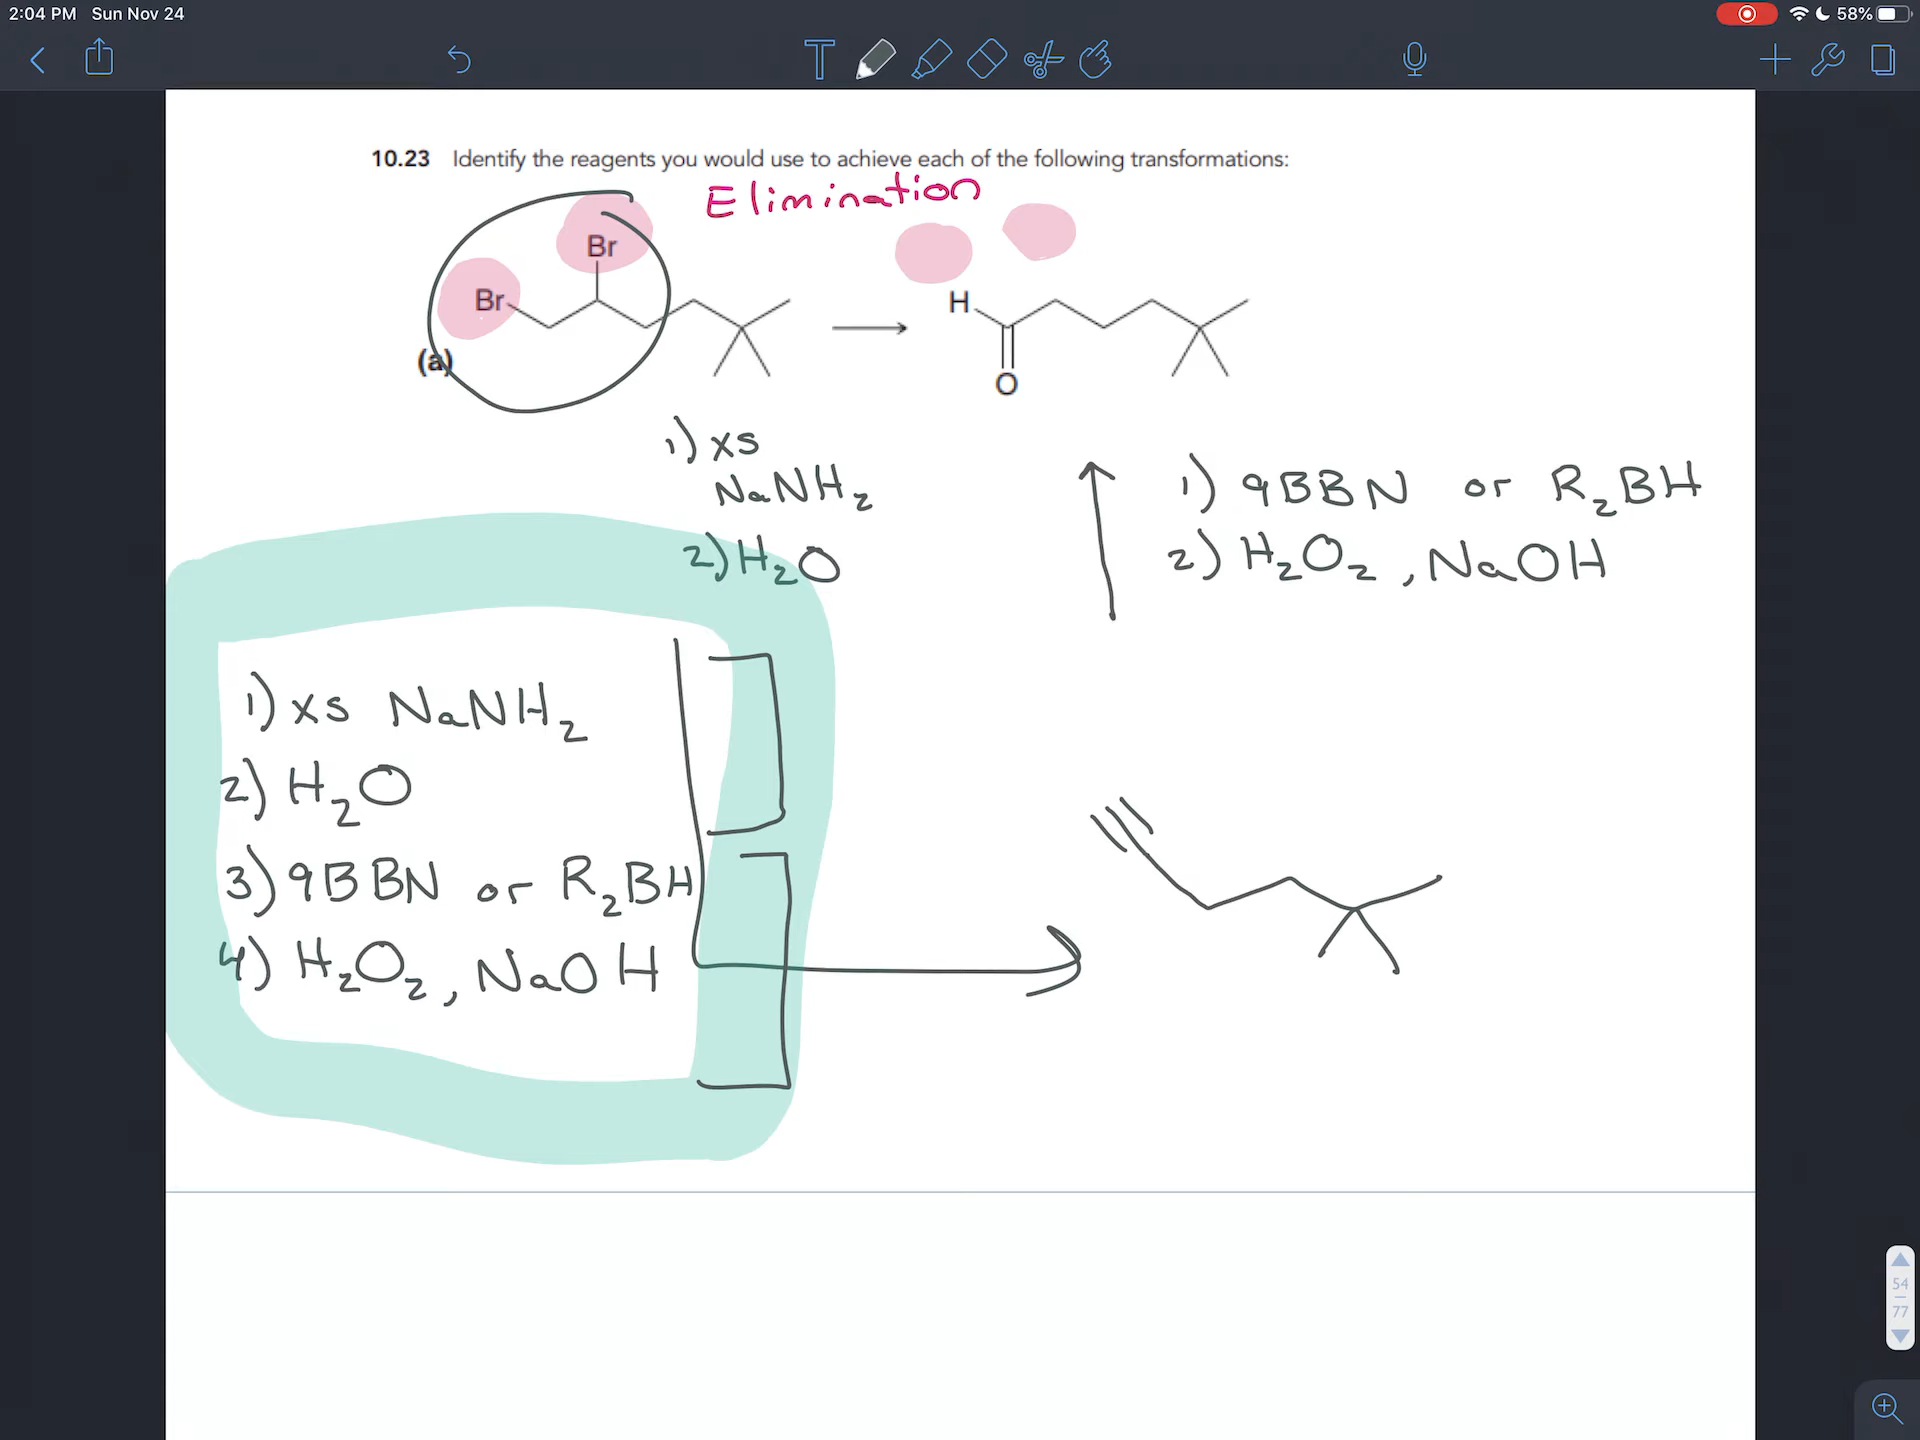 2:04 PM Sun Nov 24
58%
T
10.23 Identify the reagents you would use to achieve each of the following transformations:
Elimination
Br
Br
H
(a)
O
1) xs
NaNH₂
2) H₂O
1) 9BBN or R₂BH
2) H₂O₂, NaOH
1) xs NaNH₂
2) H₂O
3) 9BBN or R₂BH
4) H₂O₂, NaOH
54
77